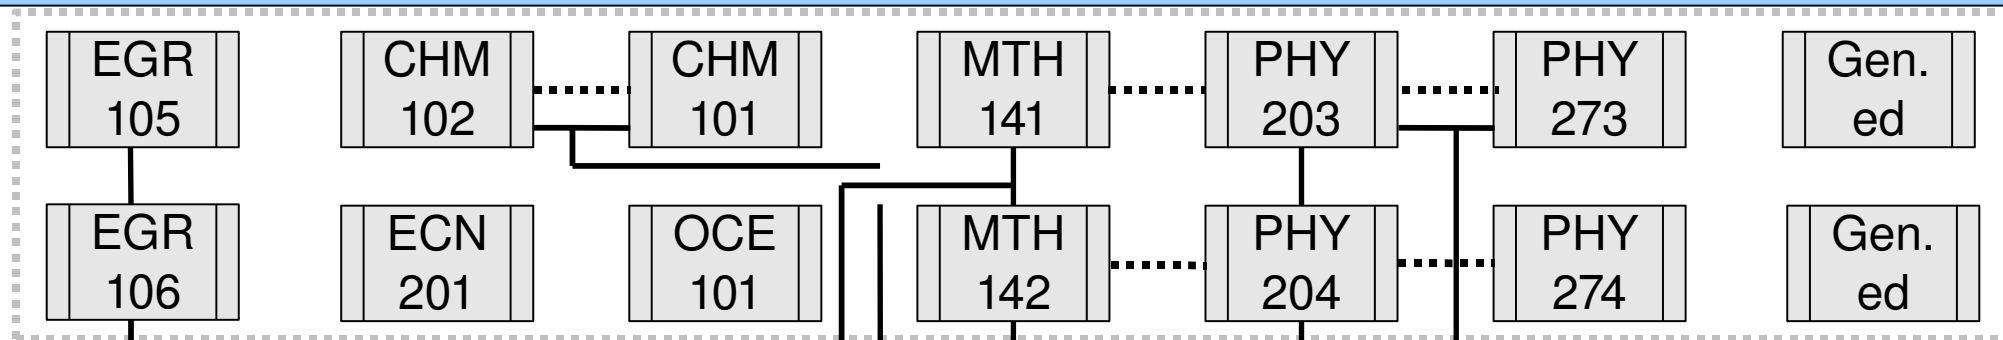 EGR
105
CHM
102
CHM
101
MTH
141
PHY
203
PHY
273
Gen.
ed
EGR
106
ECN
201
OCE
101
MTH
142
PHY
204
PHY
274
Gen.
ed